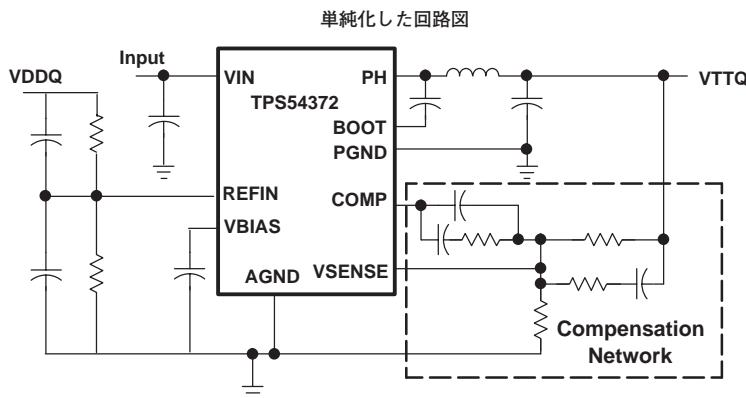 単純化した回路図
Input
VDDQ
VIN
PH
VTTQ
TPS54372
BOOT
PGND
REFIN
COMP
VBIAS
AGND
VSENSE
Compensation
Network